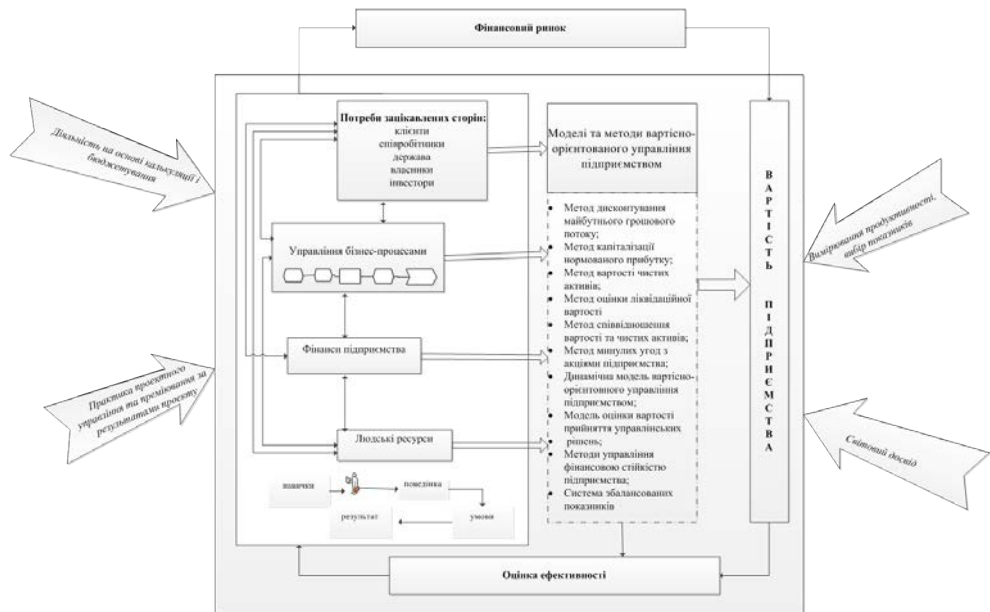 Фінансовий ринок
Діяльність на основі калькуляції і
бюджетування
Практика проектного
управління та преміювання за
результатами проекту
Потреби зацікавлених сторін:
клієнти
співробітники
держава
власники
інвестори
Управління бізнес-процесами
Фінанси підприємства
Людські ресурси
навички
поведінка
результат
умови
Моделі та методи вартісно-
орієнтованого управління
підприємством
• Метод дисконтування
майбутнього грошового
потоку;
• Метод капіталізації
нормованого прибутку;
• Метод вартості чистих
активів;
• Метод оцінки ліквідаційної
вартості
• Метод співвідношення
вартості та чистих активів;
• Метод минулих угод з
акціями підприємства;
• Динамічна модель вартісно-
орієнтовного управління
підприємством;
• Модель оцінки вартості
прийняття управлінських
• рішень;
• Методи управління
фінансовою стійкістю
підприємства;
• Система збалансованих
показників
ВАРТІСТЬ ПІДПРИЄМСТВА
Вимірювання продуктивності,
вибір показників
Світовий досвід
Оцінка ефективності